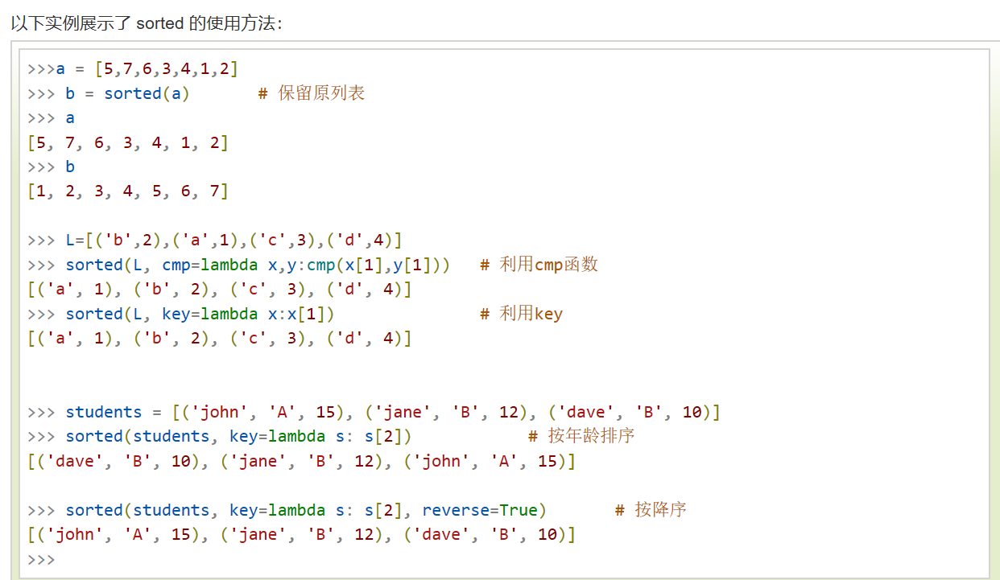 以下实例展示了 sorted 的使用方法：
>>>a = [5,7,6,3,4,1,2]
>>> b = sorted(a)       # 保留原列表
>>> a
[5, 7, 6, 3, 4, 1, 2]
>>> b
[1, 2, 3, 4, 5, 6, 7]
>>> L=[('b',2),('a',1),('c',3),('d',4)]
>>> sorted(L, cmp=lambda x,y:cmp(x[1],y[1]))   # 利用cmp函数
[('a', 1), ('b', 2), ('c', 3), ('d', 4)]
>>> sorted(L, key=lambda x:x[1])               # 利用key
[('a', 1), ('b', 2), ('c', 3), ('d', 4)]
>>> students = [('john', 'A', 15), ('jane', 'B', 12), ('dave', 'B', 10)]
>>> sorted(students, key=lambda s: s[2])            # 按年龄排序
[('dave', 'B', 10), ('jane', 'B', 12), ('john', 'A', 15)]
>>> sorted(students, key=lambda s: s[2], reverse=True)       # 按降序
[('john', 'A', 15), ('jane', 'B', 12), ('dave', 'B', 10)]
>>>